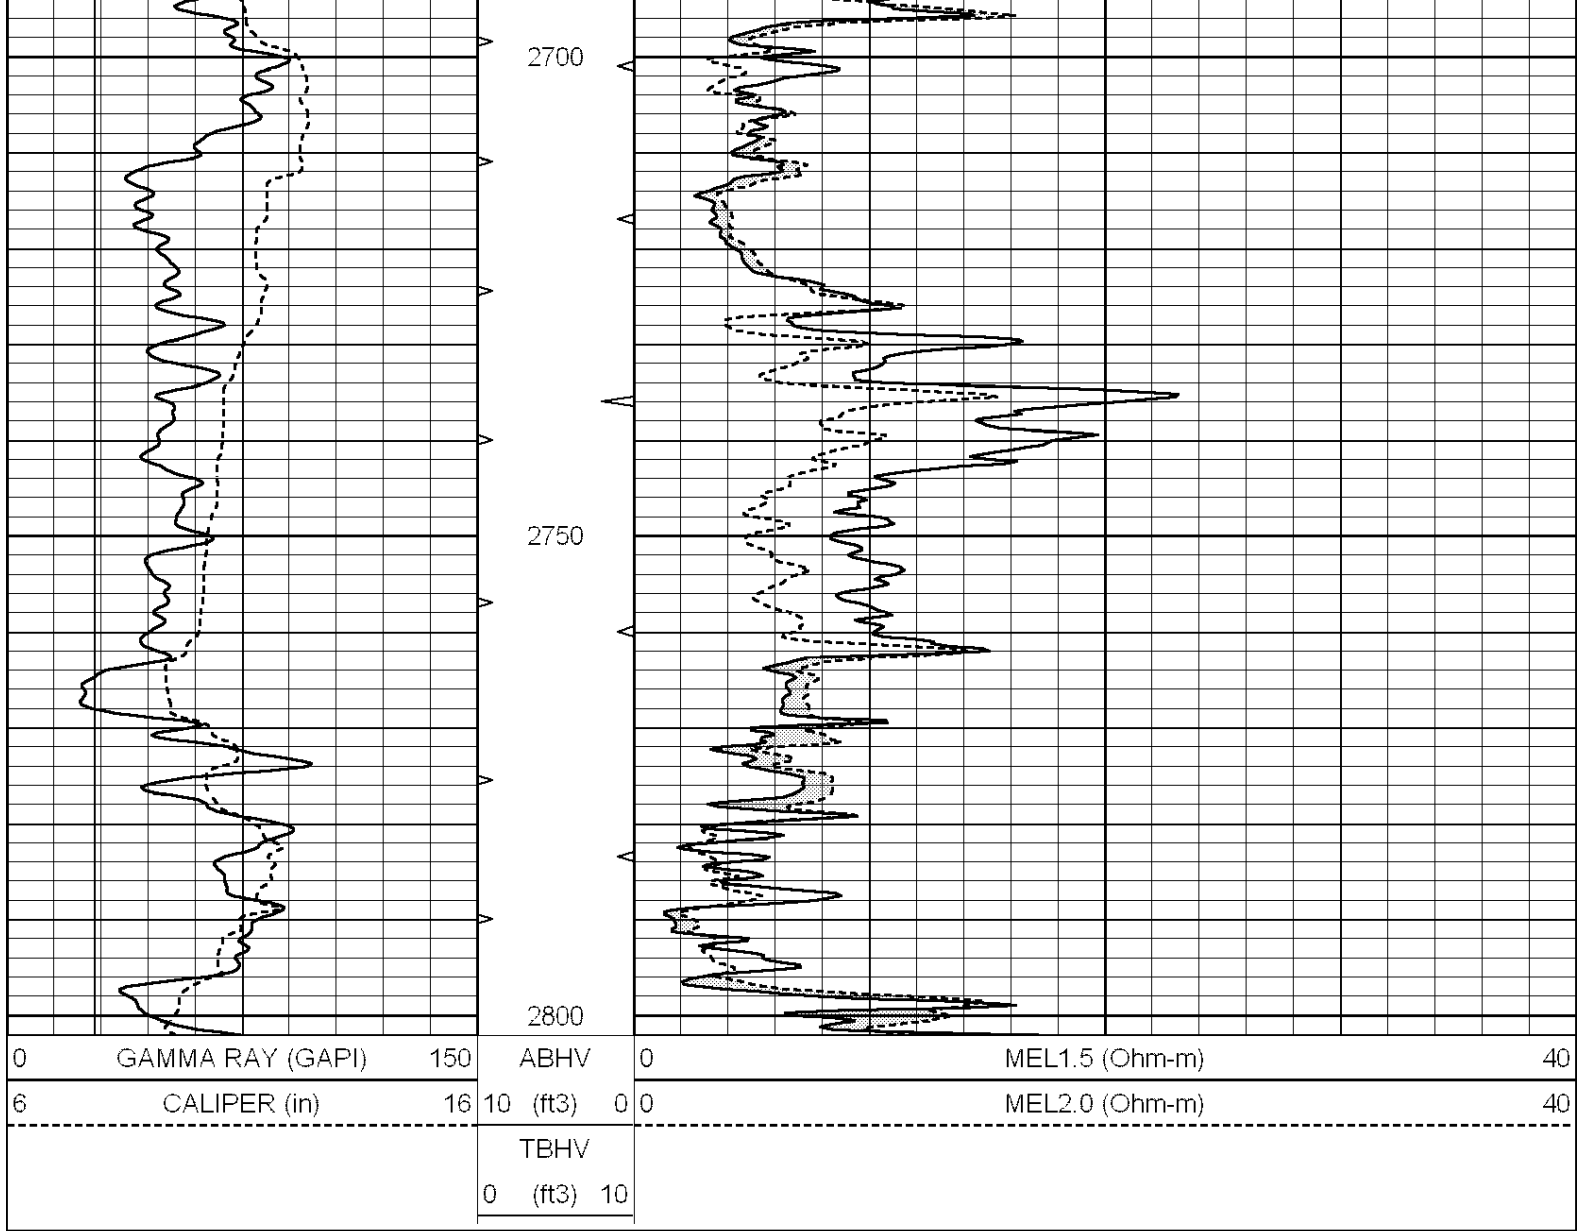 2700
2750
2800
0 GAMMA RAY (GAPI) 150 ABHV 0 MEL1.5 (Ohm-m) 40
6 CALIPER (in) 16 10 (ft3) 0 0 MEL2.0 (Ohm-m) 40
TBHV
0 (ft3) 10